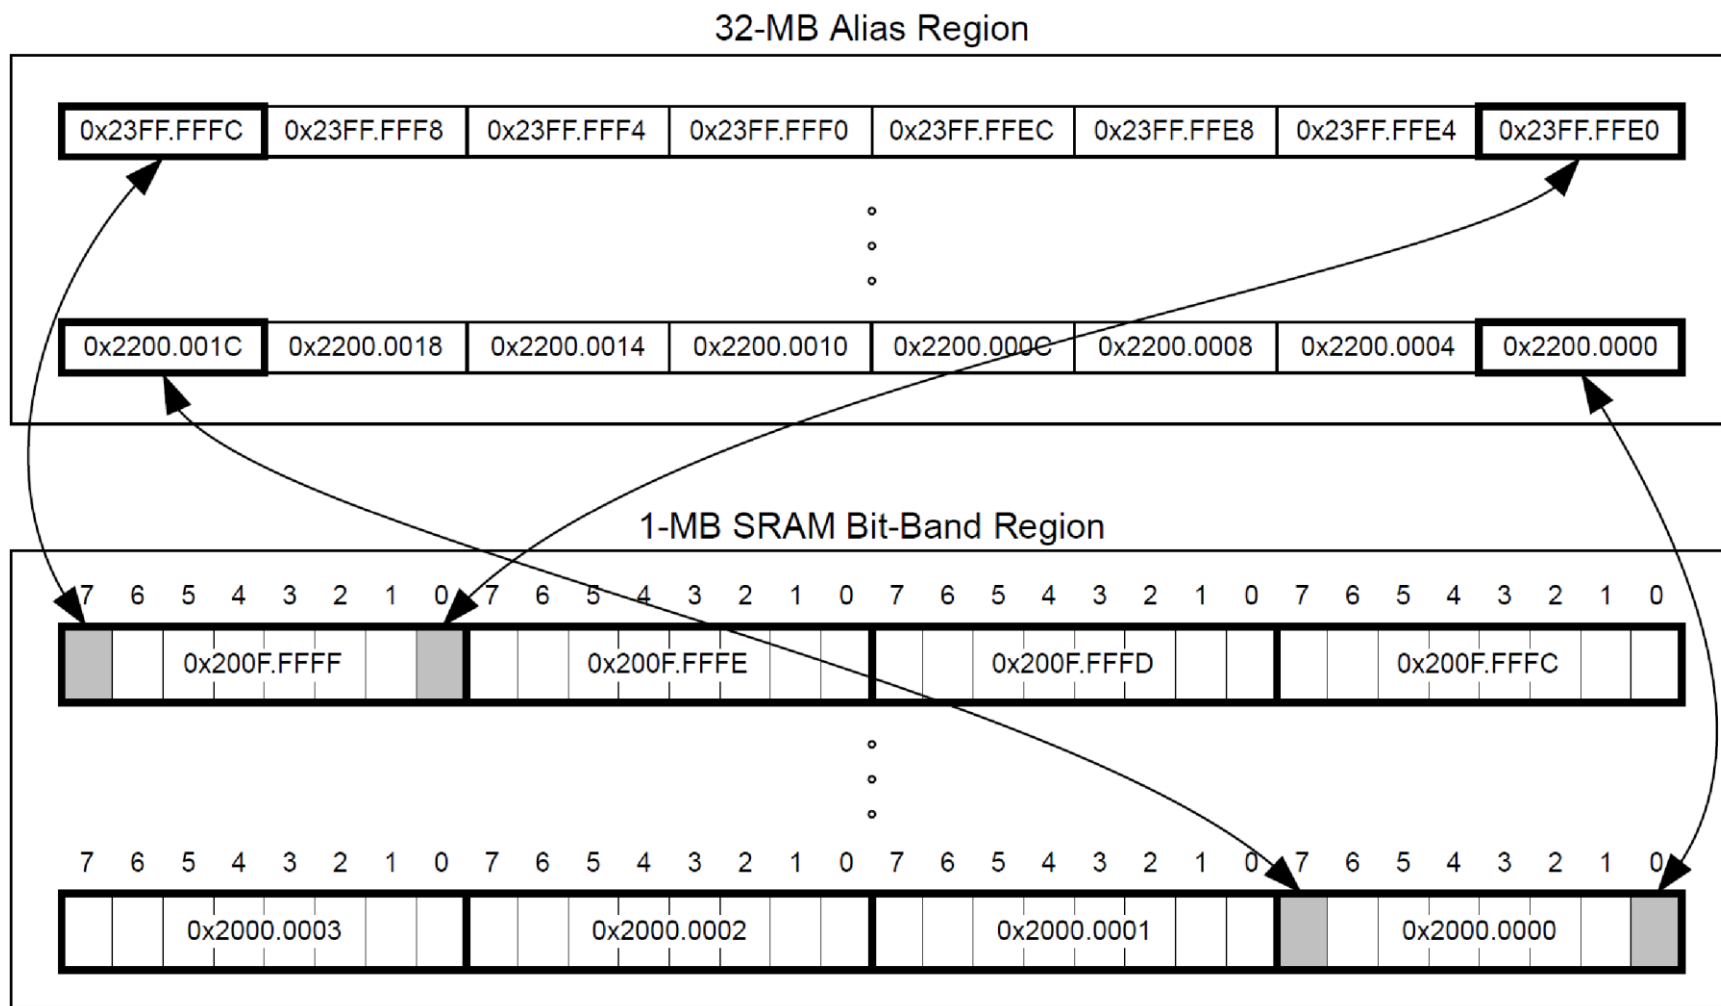 32-MB Alias Region
0x23FF.FFFC 0x23FF.FFF8 0x23FF.FFF4 0x23FF.FFF0 0x23FF.FFEC 0x23FF.FFE8 0x23FF.FFE4 0x23FF.FFE0
0x2200.001C 0x2200.0018 0x2200.0014 0x2200.0010 0x2200.000C 0x2200.0008 0x2200.0004 0x2200.0000
1-MB SRAM Bit-Band Region
7 6 5 4 3 2 1 0 7 6 5 4 3 2 1 0 7 6 5 4 3 2 1 0 7 6 5 4 3 2 1 0
0x200F.FFFF 0x200F.FFFE 0x200F.FFFD 0x200F.FFFC
7 6 5 4 3 2 1 0 7 6 5 4 3 2 1 0 7 6 5 4 3 2 1 0 7 6 5 4 3 2 1 0
0x2000.0003 0x2000.0002 0x2000.0001 0x2000.0000